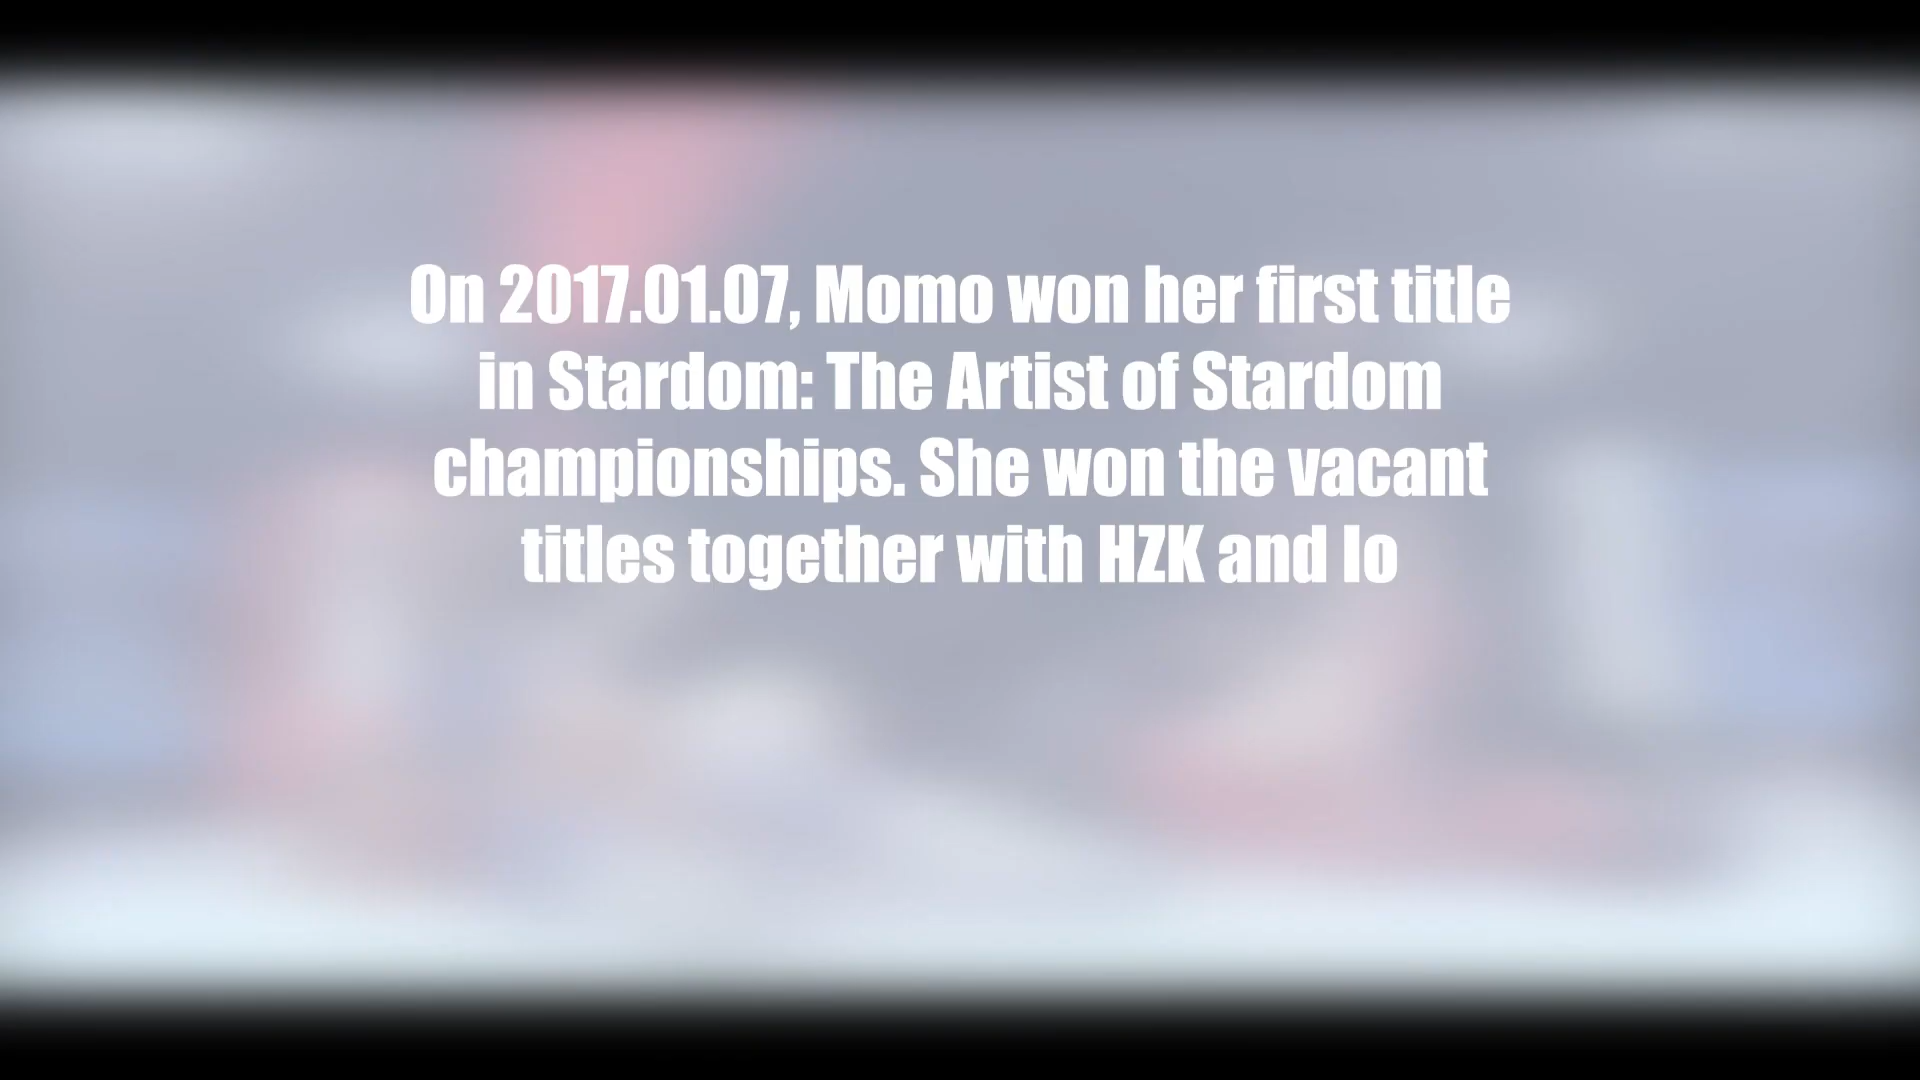 On 2017.01.07, Momo won her first title
in Stardom: The Artist of Stardom
championships. She won the vacant
titles together with HZK and Io